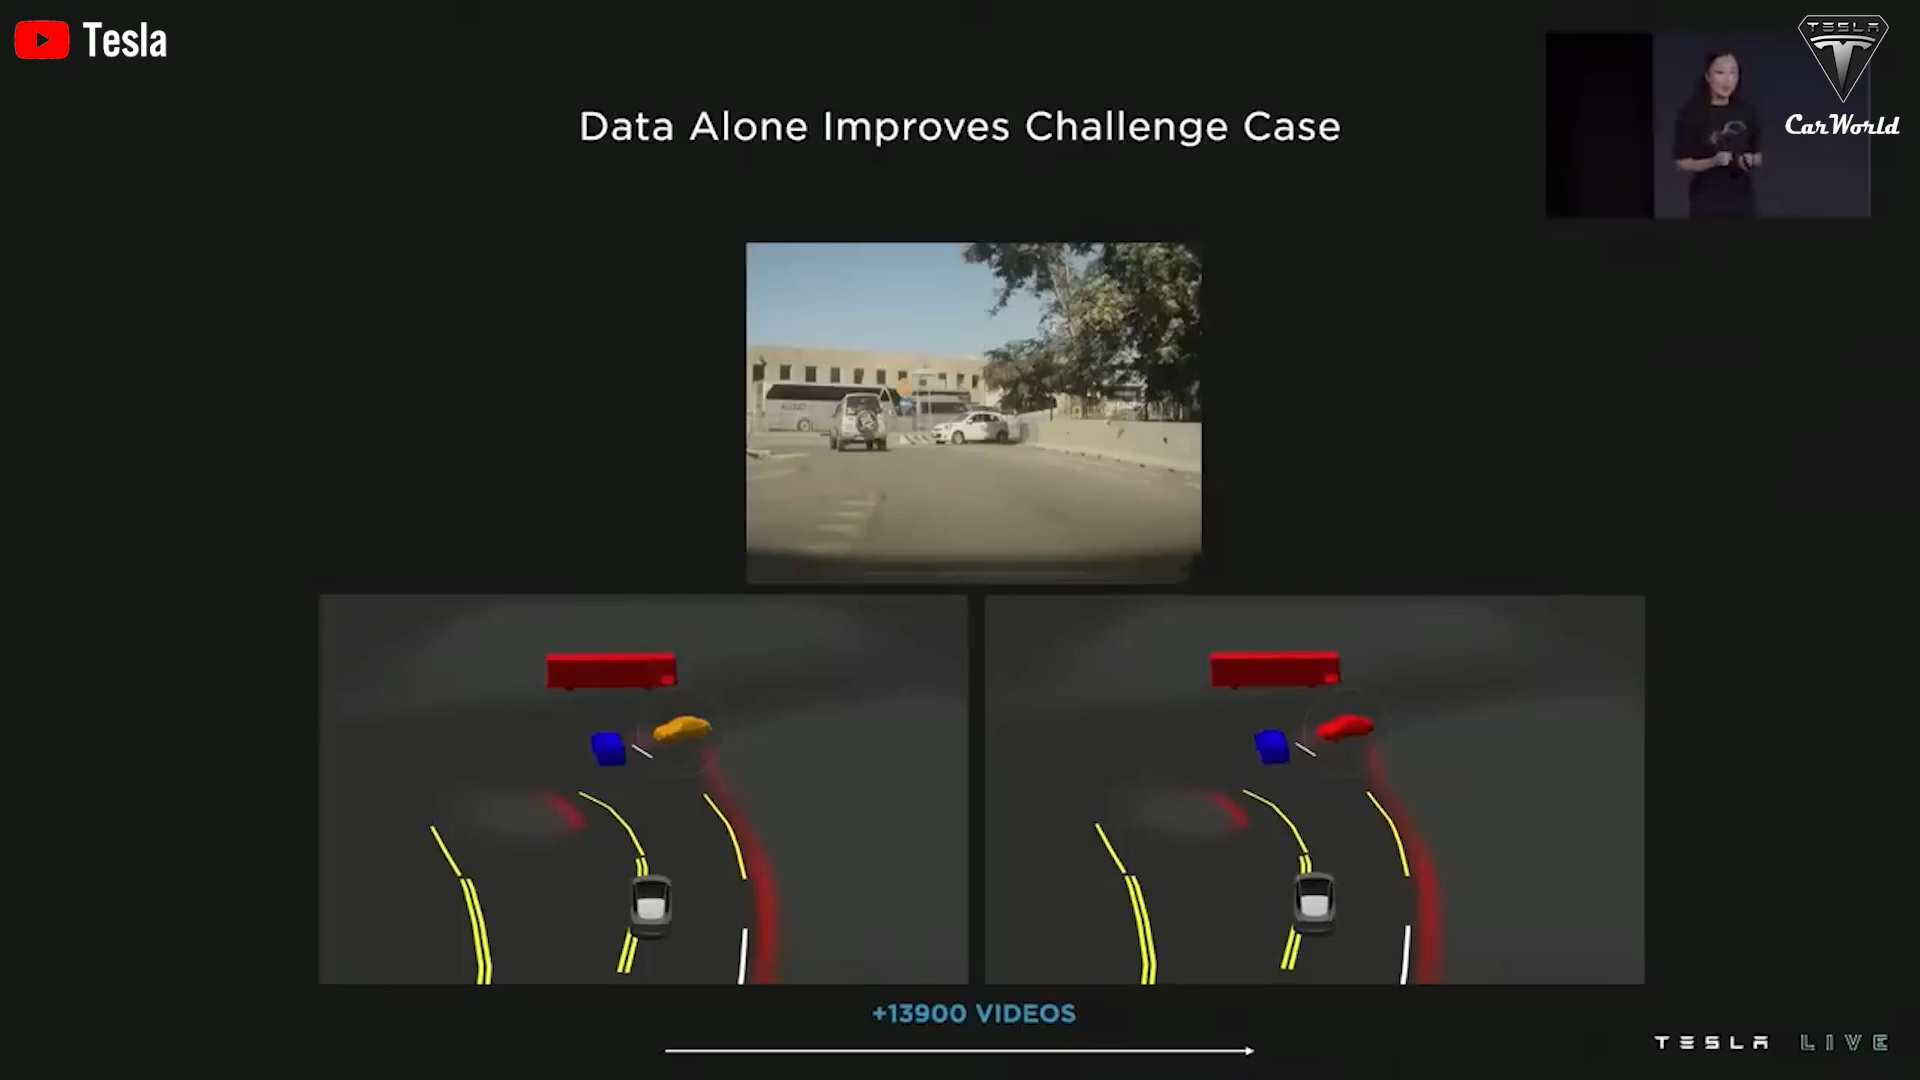 Tesla
TESLA
CarWorld
Data Alone Improves Challenge Case
+13900 VIDEOS
TESLA LIVE